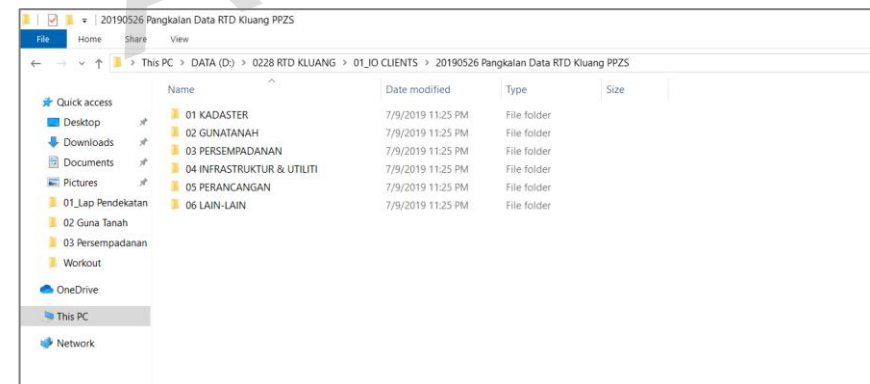 20190526 Pangkalan Data RTD Kluang PPZS
File Home Share View
This PC > DATA (D:) > 0228 RTD KLUANG > 01_IO CLIENTS > 20190526 Pangkalan Data RTD Kluang PPZS
Name Date modified Type Size
Quick access
Desktop
Downloads
Documents
Pictures
01_Lap Pendekatan
02 Guna Tanah
03 Persempadanan
Workout
OneDrive
This PC
Network
01 KADASTER 7/9/2019 11:25 PM File folder
02 GUNATANAH 7/9/2019 11:25 PM File folder
03 PERSEMPADANAN 7/9/2019 11:25 PM File folder
04 INFRASTRUKTUR & UTILITI 7/9/2019 11:25 PM File folder
05 PERANCANGAN 7/9/2019 11:25 PM File folder
06 LAIN-LAIN 7/9/2019 11:25 PM File folder